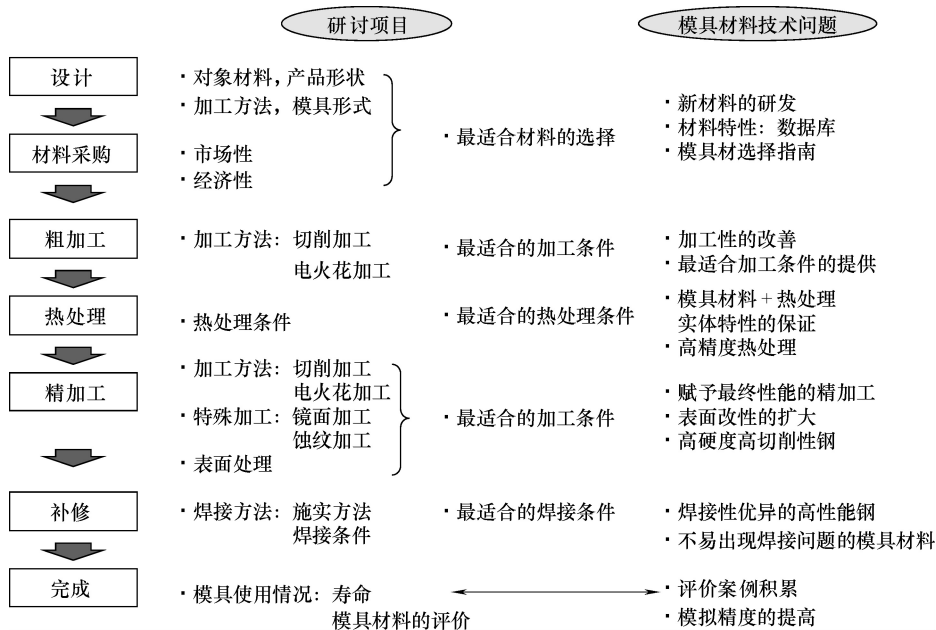 研讨项目
模具材料技术问题
设计
·对象材料，产品形状
·加工方法，模具形式
材料采购
·市场性
·经济性
·最适合材料的选择
·新材料的研发
·材料特性：数据库
·模具材选择指南
粗加工
·加工方法：切削加工
电火花加工
·最适合的加工条件
·加工性的改善
·最适合加工条件的提供
热处理
·热处理条件
·最适合的热处理条件
·模具材料+热处理
实体特性的保证
·高精度热处理
精加工
·加工方法：切削加工
电火花加工
·特殊加工：镜面加工
蚀纹加工
·表面处理
·最适合的加工条件
·赋予最终性能的精加工
·表面改性的扩大
·高硬度高切削性钢
补修
·焊接方法：施实方法
焊接条件
·最适合的焊接条件
·焊接性优异的高性能钢
·不易出现焊接问题的模具材料
完成
·模具使用情况：寿命
模具材料的评价
·评价案例积累
·模拟精度的提高